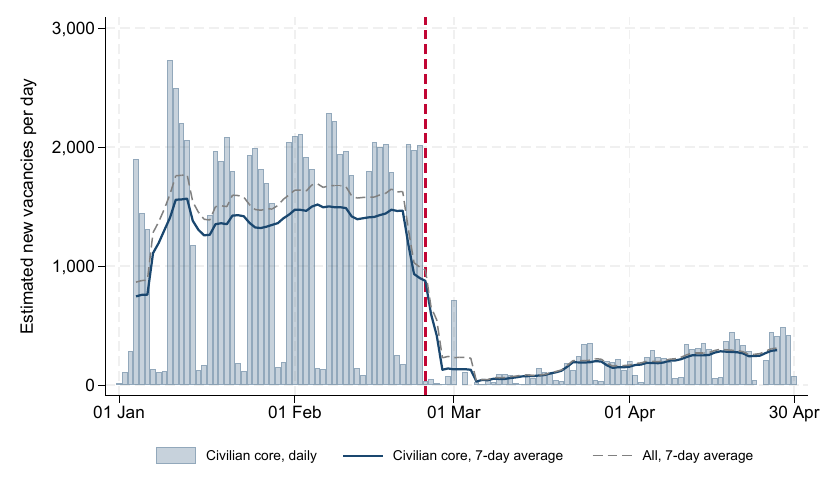 Estimated new vacancies per day
3,000
2,000
1,000
0
01 Jan 01 Feb 01 Mar 01 Apr 30 Apr
Civilian core, daily Civilian core, 7-day average All, 7-day average